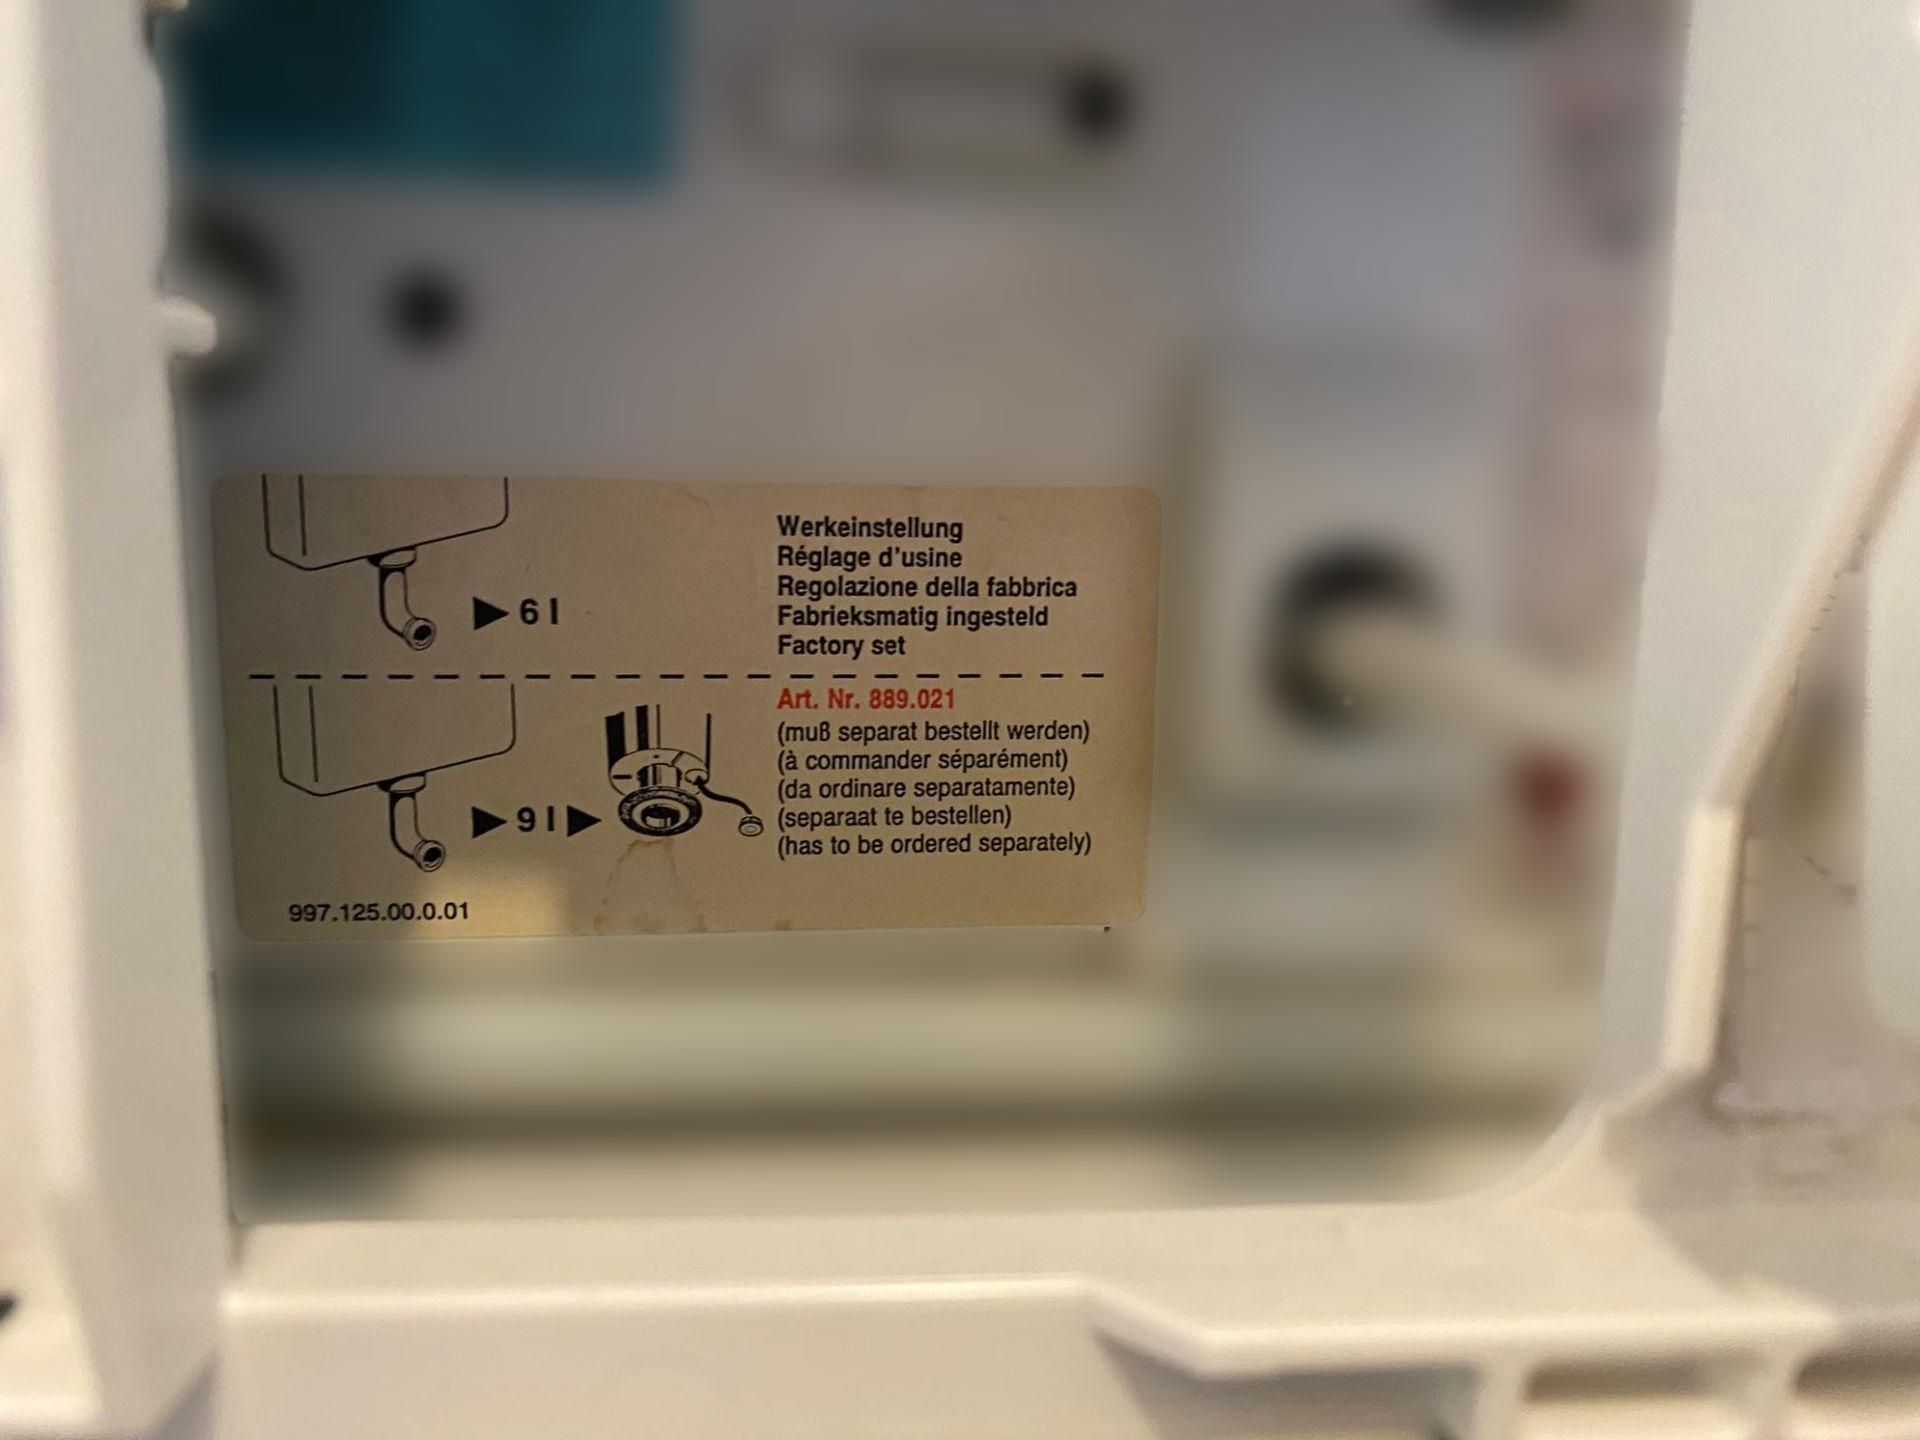 Werkeinstellung
Réglage d'usine
Regolazione della fabbrica
Fabrieksmatig ingesteld
Factory set
▶ 6 l
Art. Nr. 889.021
(muß separat bestellt werden)
(à commander séparément)
(da ordinare separatamente)
(separaat te bestellen)
(has to be ordered separately)
▶ 9 l ▶
997.125.00.0.01